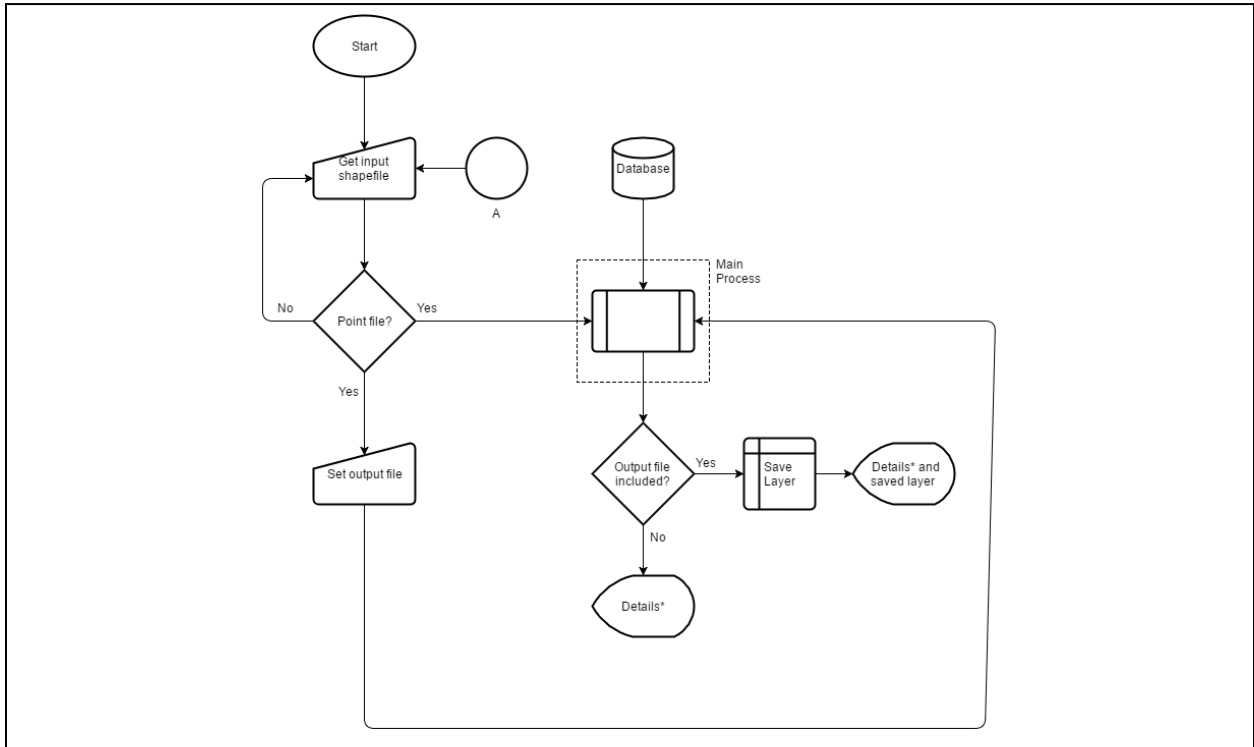 Start
Get input
shapefile
A
Database
Main
Process
No
Point file?
Yes
Yes
Set output file
Output file
included?
Yes
Save
Layer
Details* and
saved layer
No
Details*